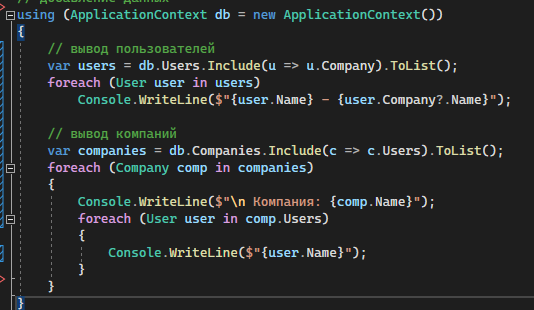 // добавление данных
using (ApplicationContext db = new ApplicationContext())
{
// вывод пользователей
var users = db.Users.Include(u => u.Company).ToList();
foreach (User user in users)
Console.WriteLine($"{user.Name} - {user.Company?.Name}");
// вывод компаний
var companies = db.Companies.Include(c => c.Users).ToList();
foreach (Company comp in companies)
{
Console.WriteLine($"\n Компания: {comp.Name}");
foreach (User user in comp.Users)
{
Console.WriteLine($"{user.Name}");
}
}
}